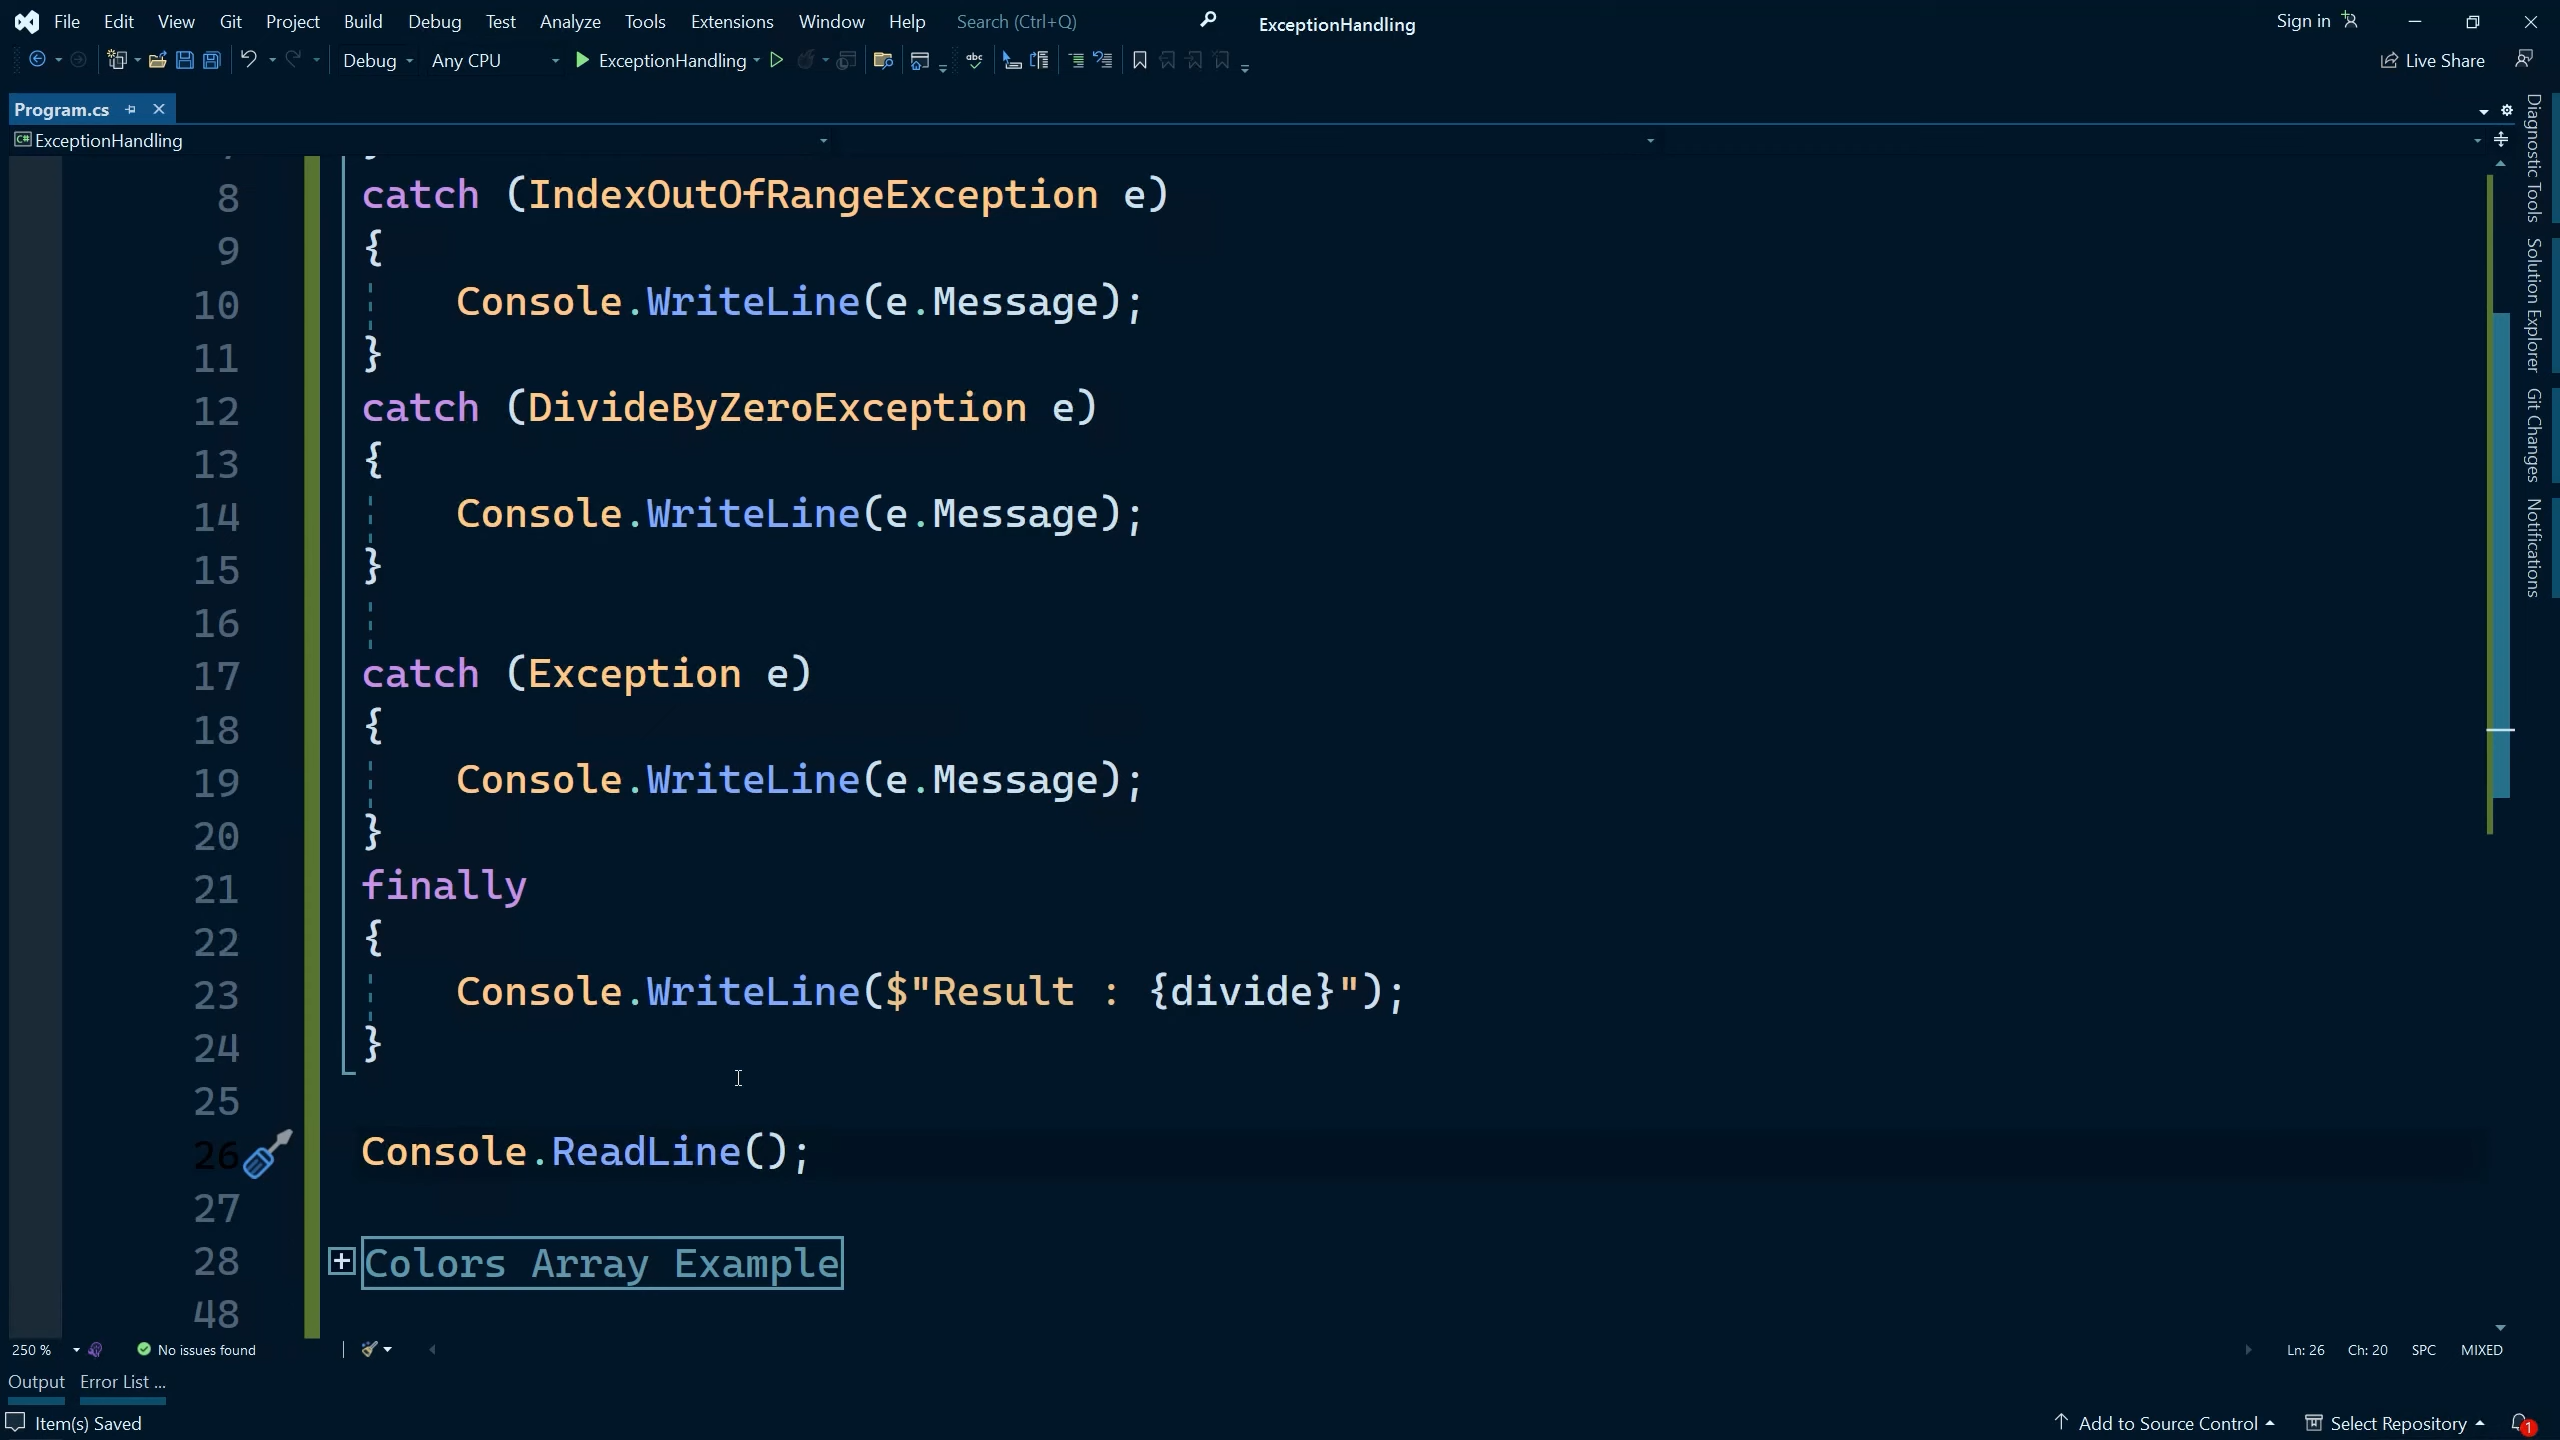 File Edit View Git Project Build Debug Test Analyze Tools Extensions Window Help Search (Ctrl+Q) ExceptionHandling Sign in
Debug Any CPU ExceptionHandling Live Share
Program.cs
ExceptionHandling
8 catch (IndexOutOfRangeException e)
9 {
10 Console.WriteLine(e.Message);
11 }
12 catch (DivideByZeroException e)
13 {
14 Console.WriteLine(e.Message);
15 }
16
17 catch (Exception e)
18 {
19 Console.WriteLine(e.Message);
20 }
21 finally
22 {
23 Console.WriteLine($"Result : {divide}");
24 }
25
26 Console.ReadLine();
27
28 Colors Array Example
48
Diagnostic Tools
Solution Explorer
Git Changes
Notifications
250 % No issues found Ln: 26 Ch: 20 SPC MIXED
Output Error List ...
Item(s) Saved Add to Source Control Select Repository 1